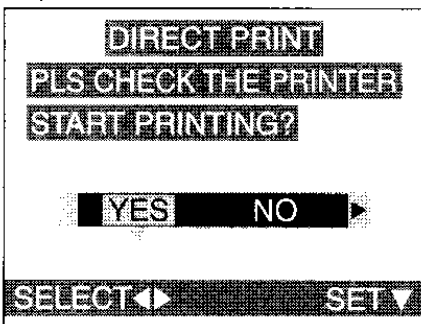 DIRECT PRINT
PLS CHECK THE PRINTER
START PRINTING?
YES NO ▶
SELECT◀▶ SET▼